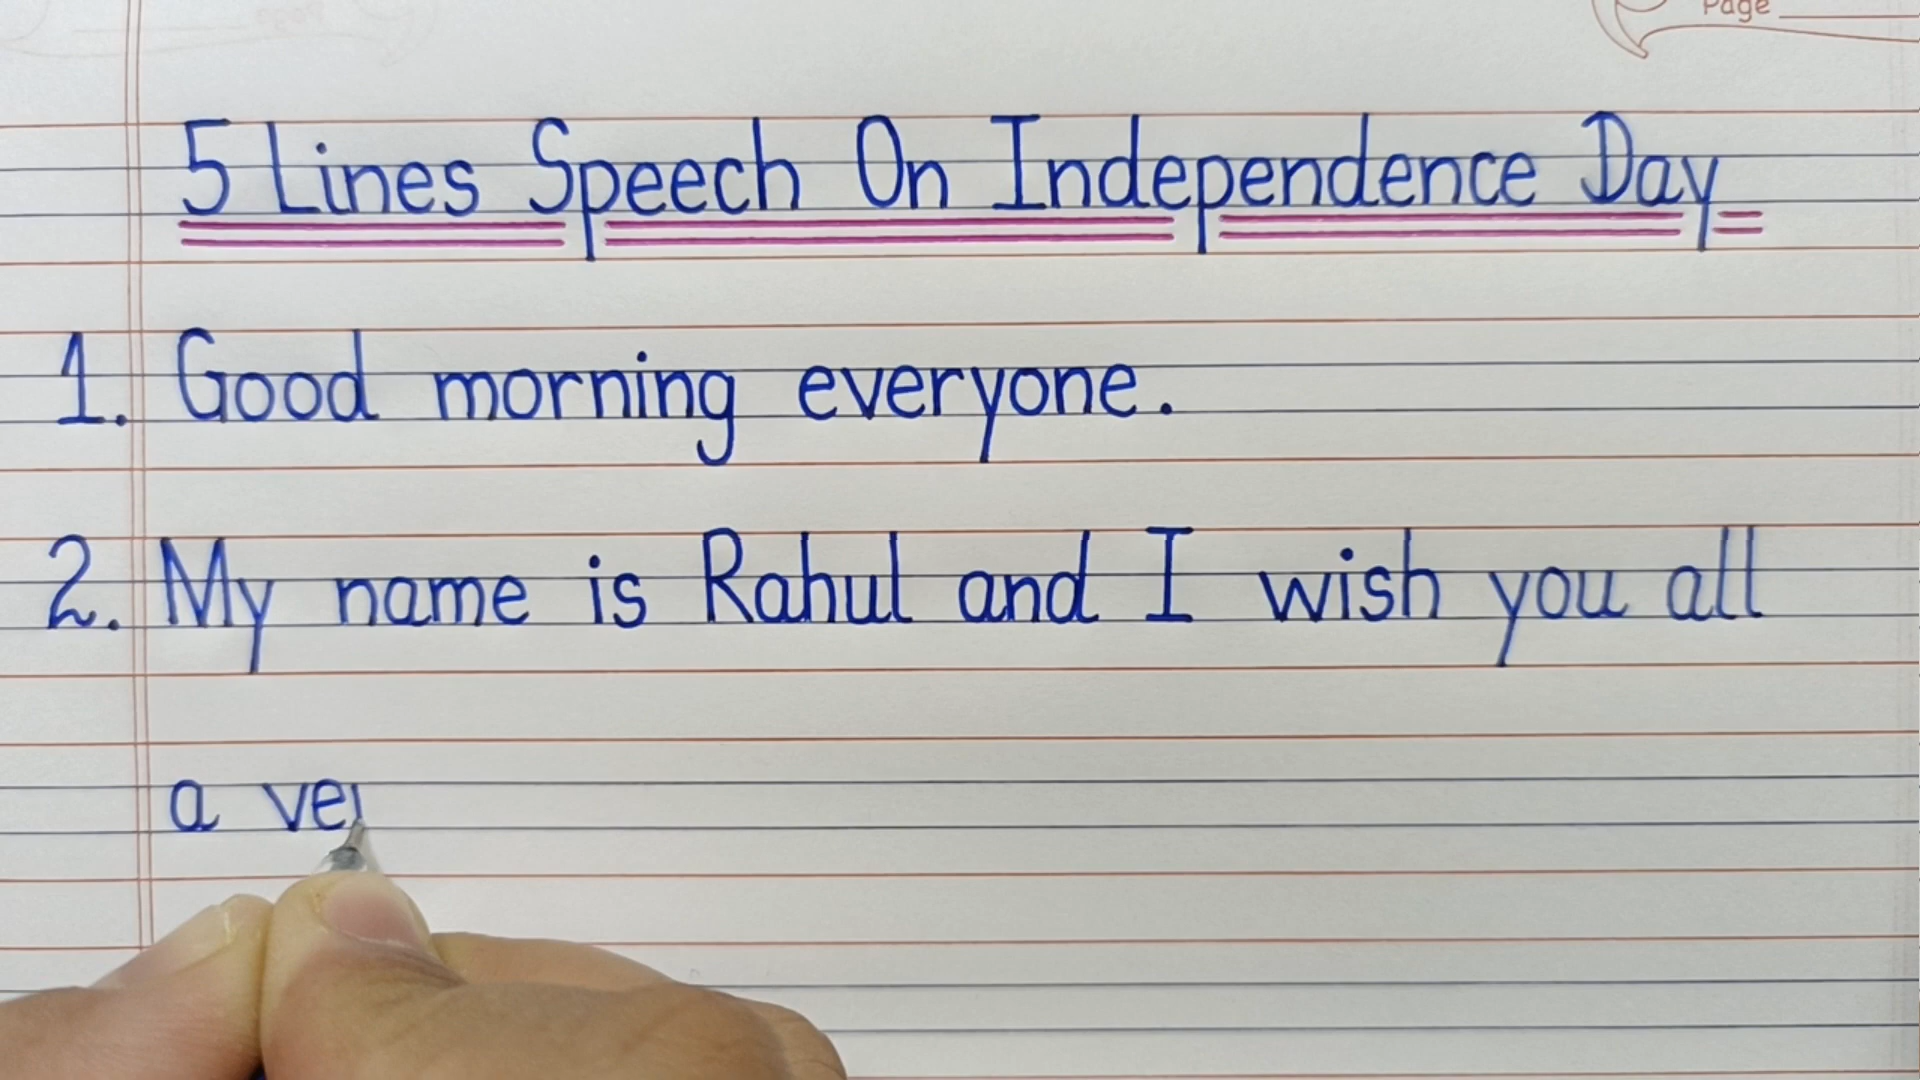 Page
5 Lines Speech On Independence Day
1. Good morning everyone.
2. My name is Rahul and I wish you all
a